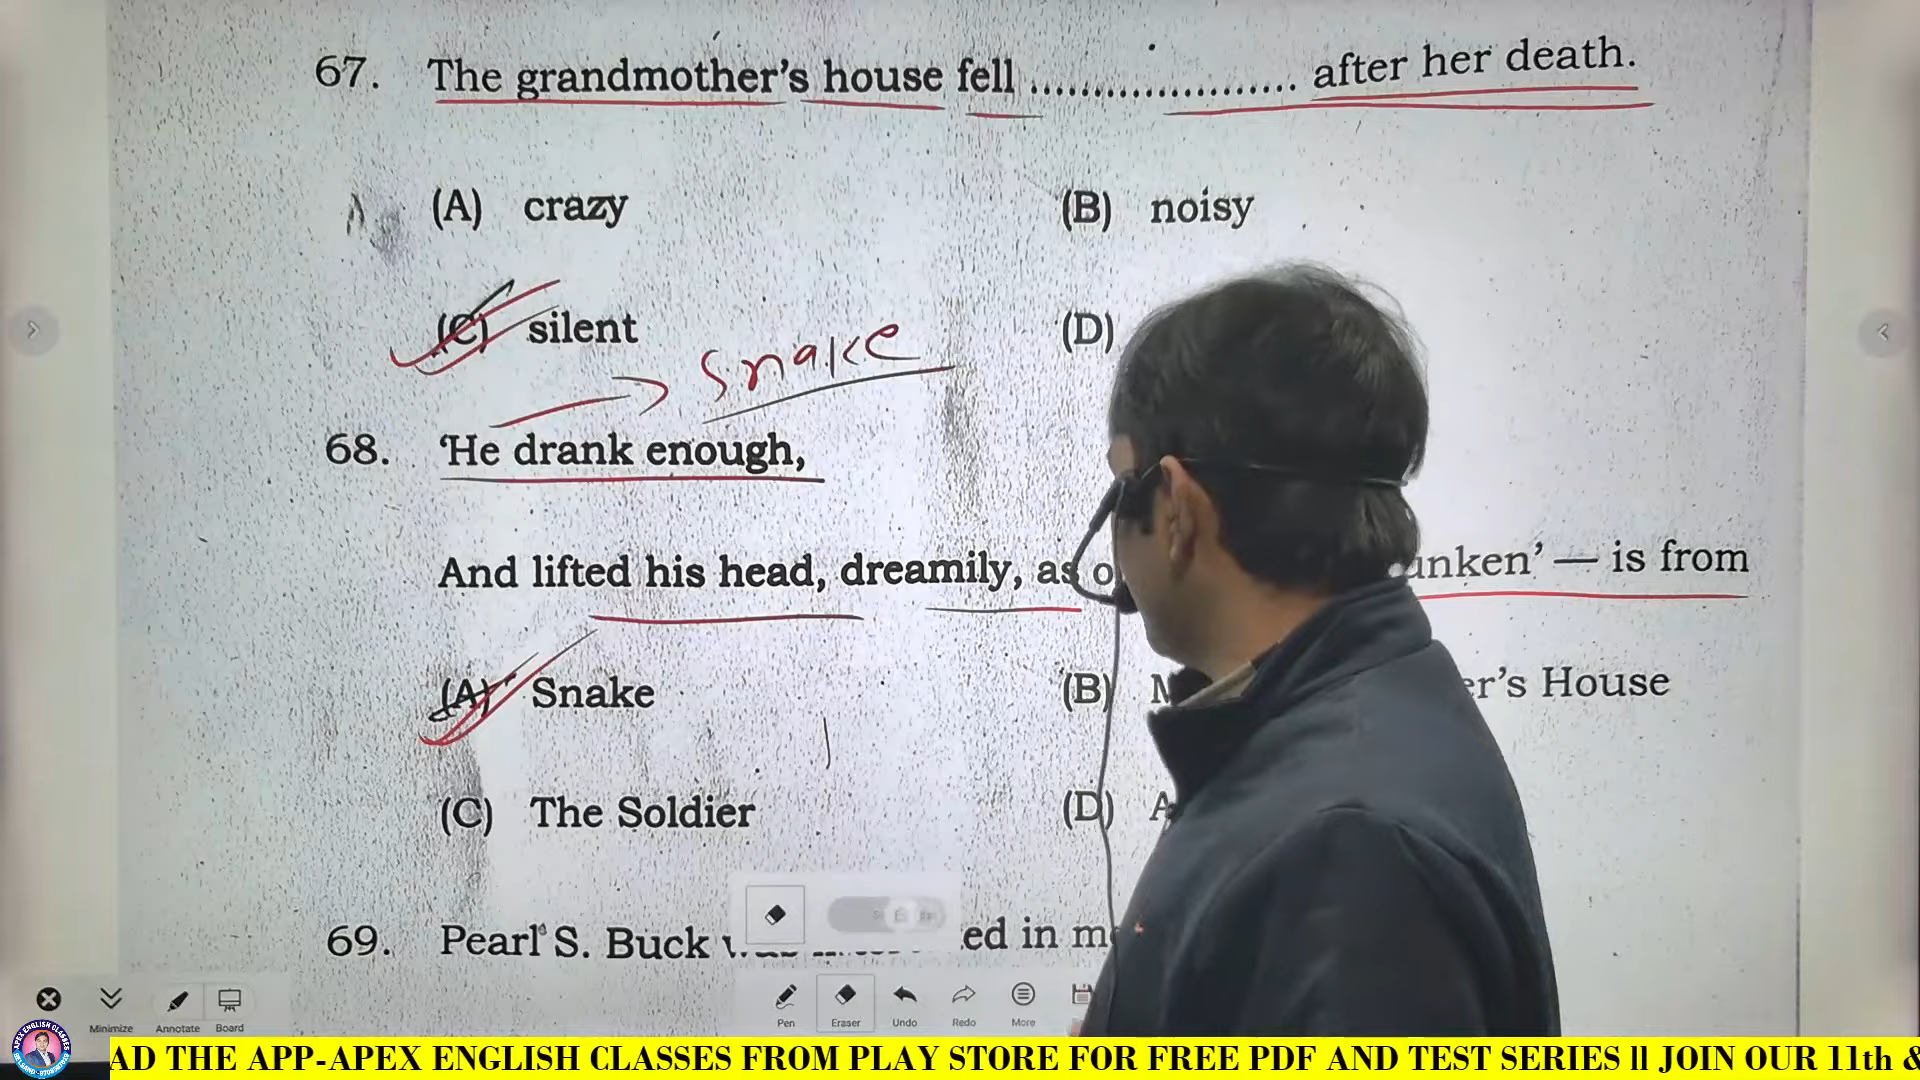 67. The grandmother's house fell ..................... after her death.
(A) crazy (B) noisy
(C) silent (D)
snake
68. ‘He drank enough,
And lifted his head, dreamily, as unken’ — is from
(A) Snake (B) er's House
(C) The Soldier (D) A
69. Pearl S. Buck ed in m
Minimize Annotate Board Pen Eraser Undo Redo More
AD THE APP-APEX ENGLISH CLASSES FROM PLAY STORE FOR FREE PDF AND TEST SERIES ll JOIN OUR 11th &